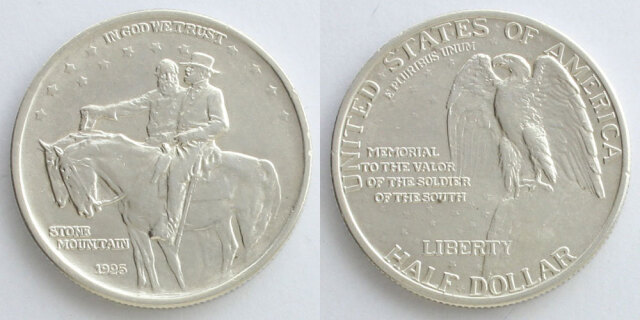 IN GOD WE TRUST
STONE
MOUNTAIN
1925
UNITED STATES OF AMERICA
E PLURIBUS UNUM
MEMORIAL
TO THE VALOR
OF THE SOLDIER
OF THE SOUTH
LIBERTY
HALF DOLLAR